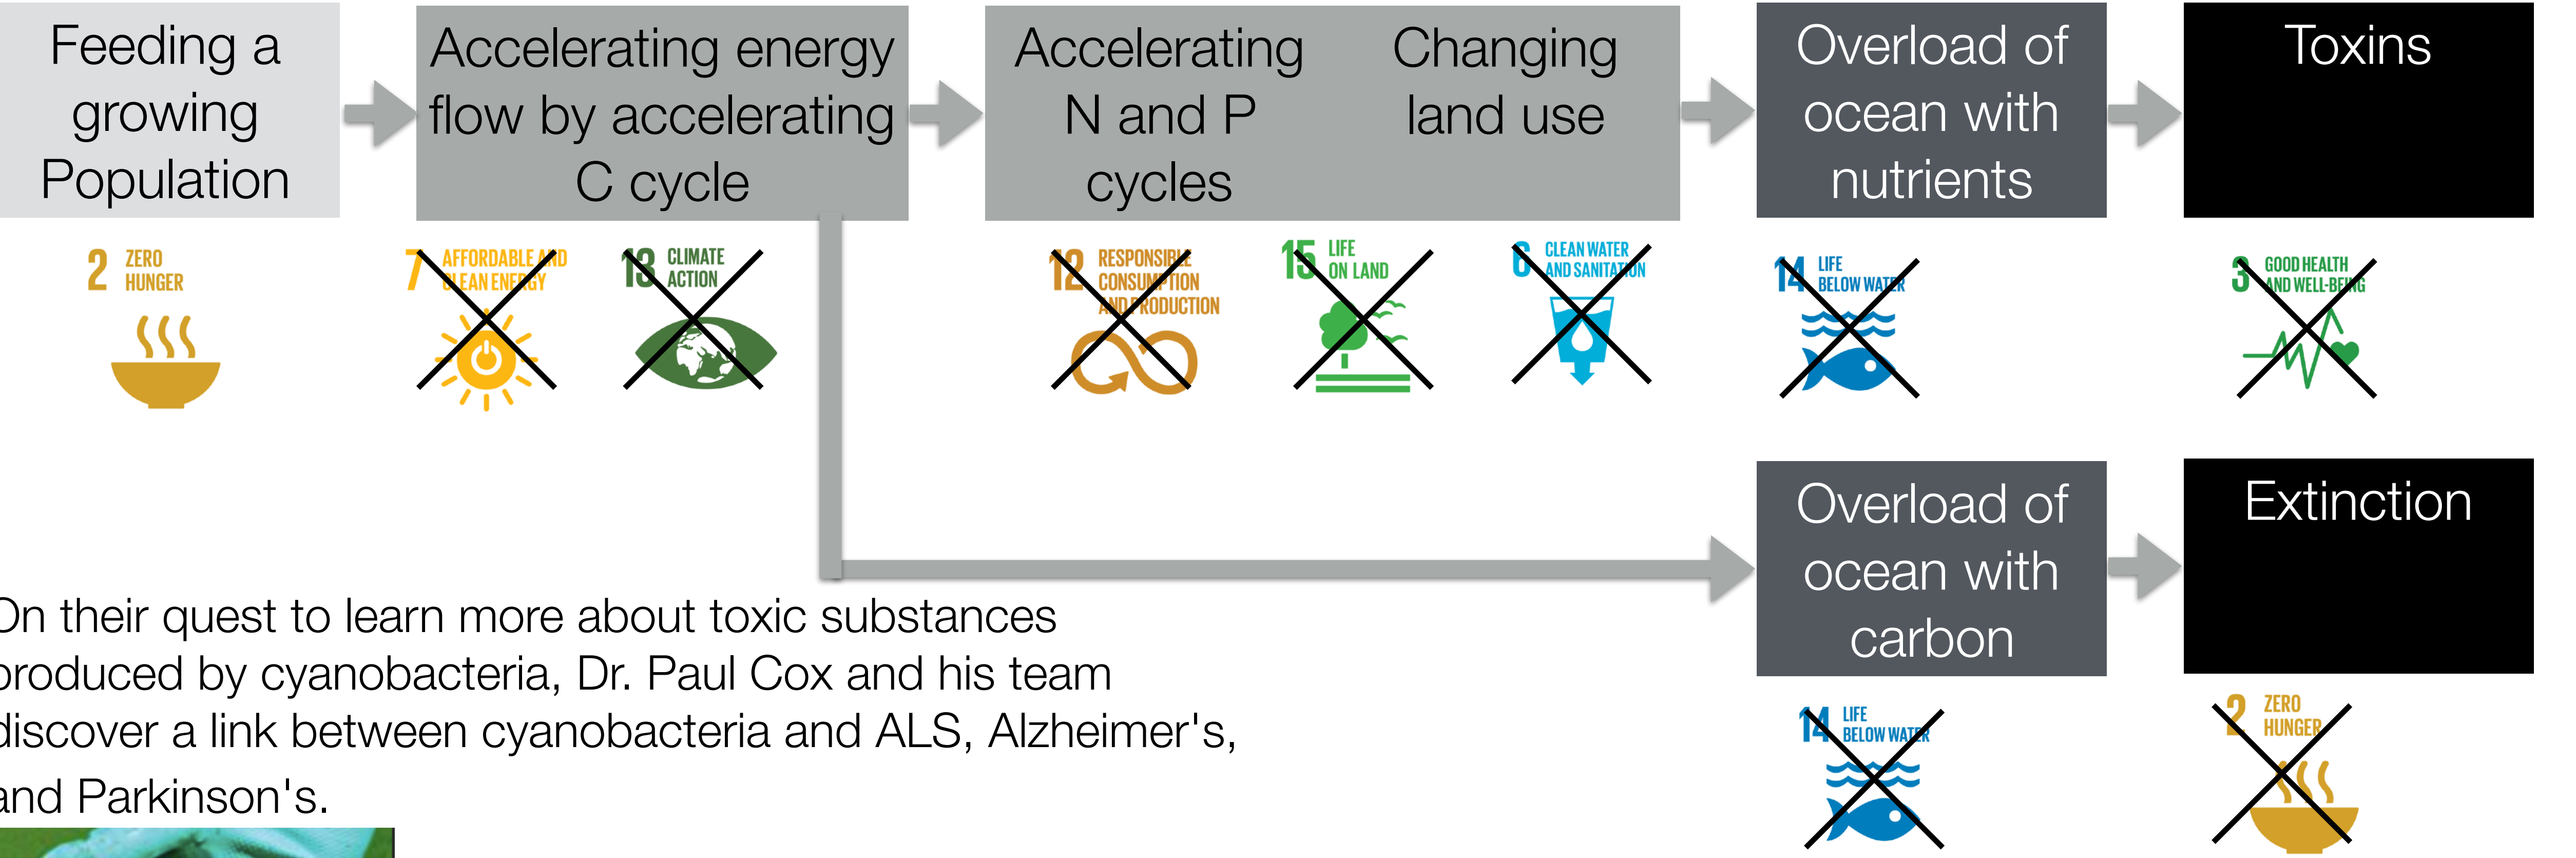 Feeding a
growing
Population
Accelerating energy
flow by accelerating
C cycle
Accelerating
N and P
cycles
Changing
land use
Overload of
ocean with
nutrients
Toxins
2 ZERO
HUNGER
7 AFFORDABLE AND
CLEAN ENERGY
13 CLIMATE
ACTION
12 RESPONSIBLE
CONSUMPTION
AND PRODUCTION
15 LIFE
ON LAND
6 CLEAN WATER
AND SANITATION
14 LIFE
BELOW WATER
3 GOOD HEALTH
AND WELL-BEING
Overload of
ocean with
carbon
Extinction
On their quest to learn more about toxic substances
produced by cyanobacteria, Dr. Paul Cox and his team
discover a link between cyanobacteria and ALS, Alzheimer's,
and Parkinson's.
14 LIFE
BELOW WATER
2 ZERO
HUNGER